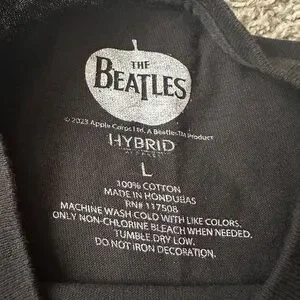 THE
BEATLES
© 2023 Apple Corps Ltd. A Beatles™ Product
HYBRID
APPAREL
L
100% COTTON
MADE IN HONDURAS
RN# 117508
MACHINE WASH COLD WITH LIKE COLORS.
ONLY NON-CHLORINE BLEACH WHEN NEEDED.
TUMBLE DRY LOW.
DO NOT IRON DECORATION.